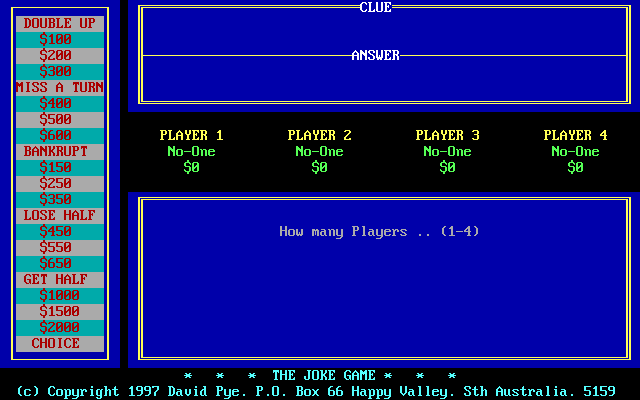 DOUBLE UP
$100
$200
$300
MISS A TURN
$400
$500
$600
BANKRUPT
$150
$250
$350
LOSE HALF
$450
$550
$650
GET HALF
$1000
$1500
$2000
CHOICE
CLUE
ANSWER
PLAYER 1 PLAYER 2 PLAYER 3 PLAYER 4
No-One No-One No-One No-One
$0 $0 $0 $0
How many Players .. (1-4)
* * * THE JOKE GAME * * *
(c) Copyright 1997 David Pye. P.O. Box 66 Happy Valley. Sth Australia. 5159